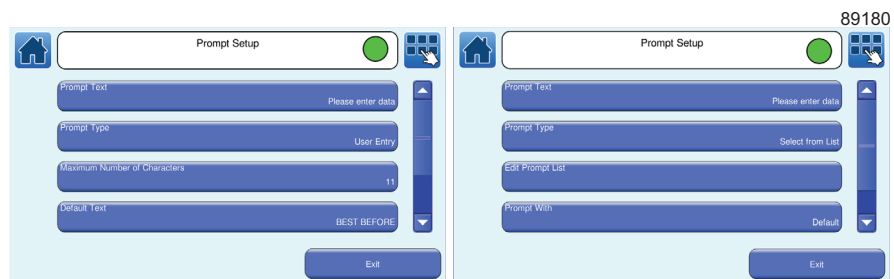 89180
Prompt Setup
Prompt Text
Please enter data
Prompt Type
User Entry
Maximum Number of Characters
11
Default Text
BEST BEFORE
Exit
Prompt Setup
Prompt Text
Please enter data
Prompt Type
Select from List
Edit Prompt List
Prompt With
Default
Exit